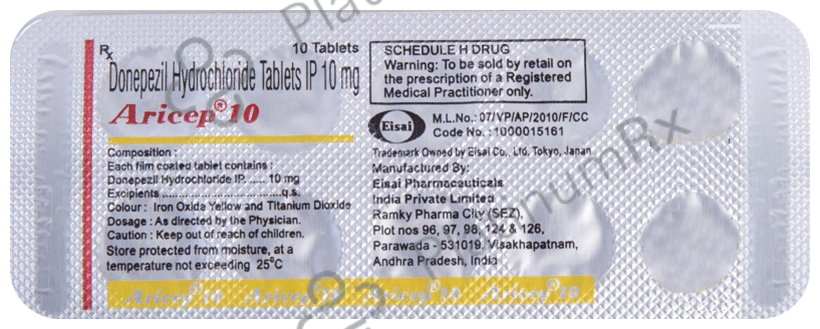 Rx
10 Tablets
Donepezil Hydrochloride Tablets IP 10 mg
Aricep® 10
Composition :
Each film coated tablet contains :
Donepezil Hydrochloride IP. ..... 10 mg
Excipients ..................................q.s.
Colour : Iron Oxide Yellow and Titanium Dioxide
Dosage : As directed by the Physician.
Caution : Keep out of reach of children.
Store protected from moisture, at a
temperature not exceeding 25°C
SCHEDULE H DRUG
Warning: To be sold by retail on
the prescription of a Registered
Medical Practitioner only.
Eisai
M.L.No.: 07/VP/AP/2010/F/CC
Code No. :1000015161
Trademark Owned by Eisai Co., Ltd. Tokyo, Japan
Manufactured By:
Eisai Pharmaceuticals
India Private Limited
Ramky Pharma City (SEZ),
Plot nos 96, 97, 98, 124 & 126,
Parawada - 531019, Visakhapatnam,
Andhra Pradesh, India
Aricep® 10 Aricep® 10 Aricep® 10 Aricep® 10